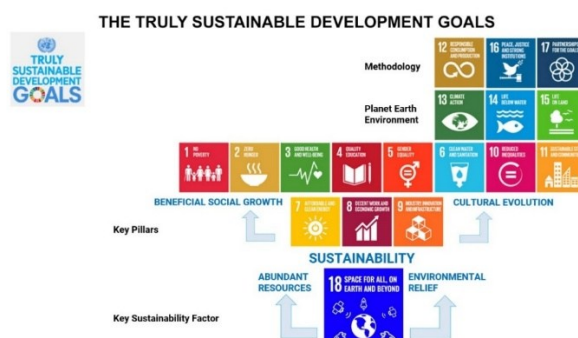 THE TRULY SUSTAINABLE DEVELOPMENT GOALS
TRULY
SUSTAINABLE
DEVELOPMENT
GOALS
Methodology
12 RESPONSIBLE CONSUMPTION AND PRODUCTION
16 PEACE, JUSTICE AND STRONG INSTITUTIONS
17 PARTNERSHIPS FOR THE GOALS
Planet Earth
Environment
13 CLIMATE ACTION
14 LIFE BELOW WATER
15 LIFE ON LAND
1 NO POVERTY
2 ZERO HUNGER
3 GOOD HEALTH AND WELL-BEING
4 QUALITY EDUCATION
5 GENDER EQUALITY
6 CLEAN WATER AND SANITATION
10 REDUCED INEQUALITIES
11 SUSTAINABLE CITIES
BENEFICIAL SOCIAL GROWTH
CULTURAL EVOLUTION
Key Pillars
7 AFFORDABLE AND CLEAN ENERGY
8 DECENT WORK AND ECONOMIC GROWTH
9 INDUSTRY, INNOVATION AND INFRASTRUCTURE
SUSTAINABILITY
ABUNDANT
RESOURCES
ENVIRONMENTAL
RELIEF
18 SPACE FOR ALL, ON
EARTH AND BEYOND
Key Sustainability Factor